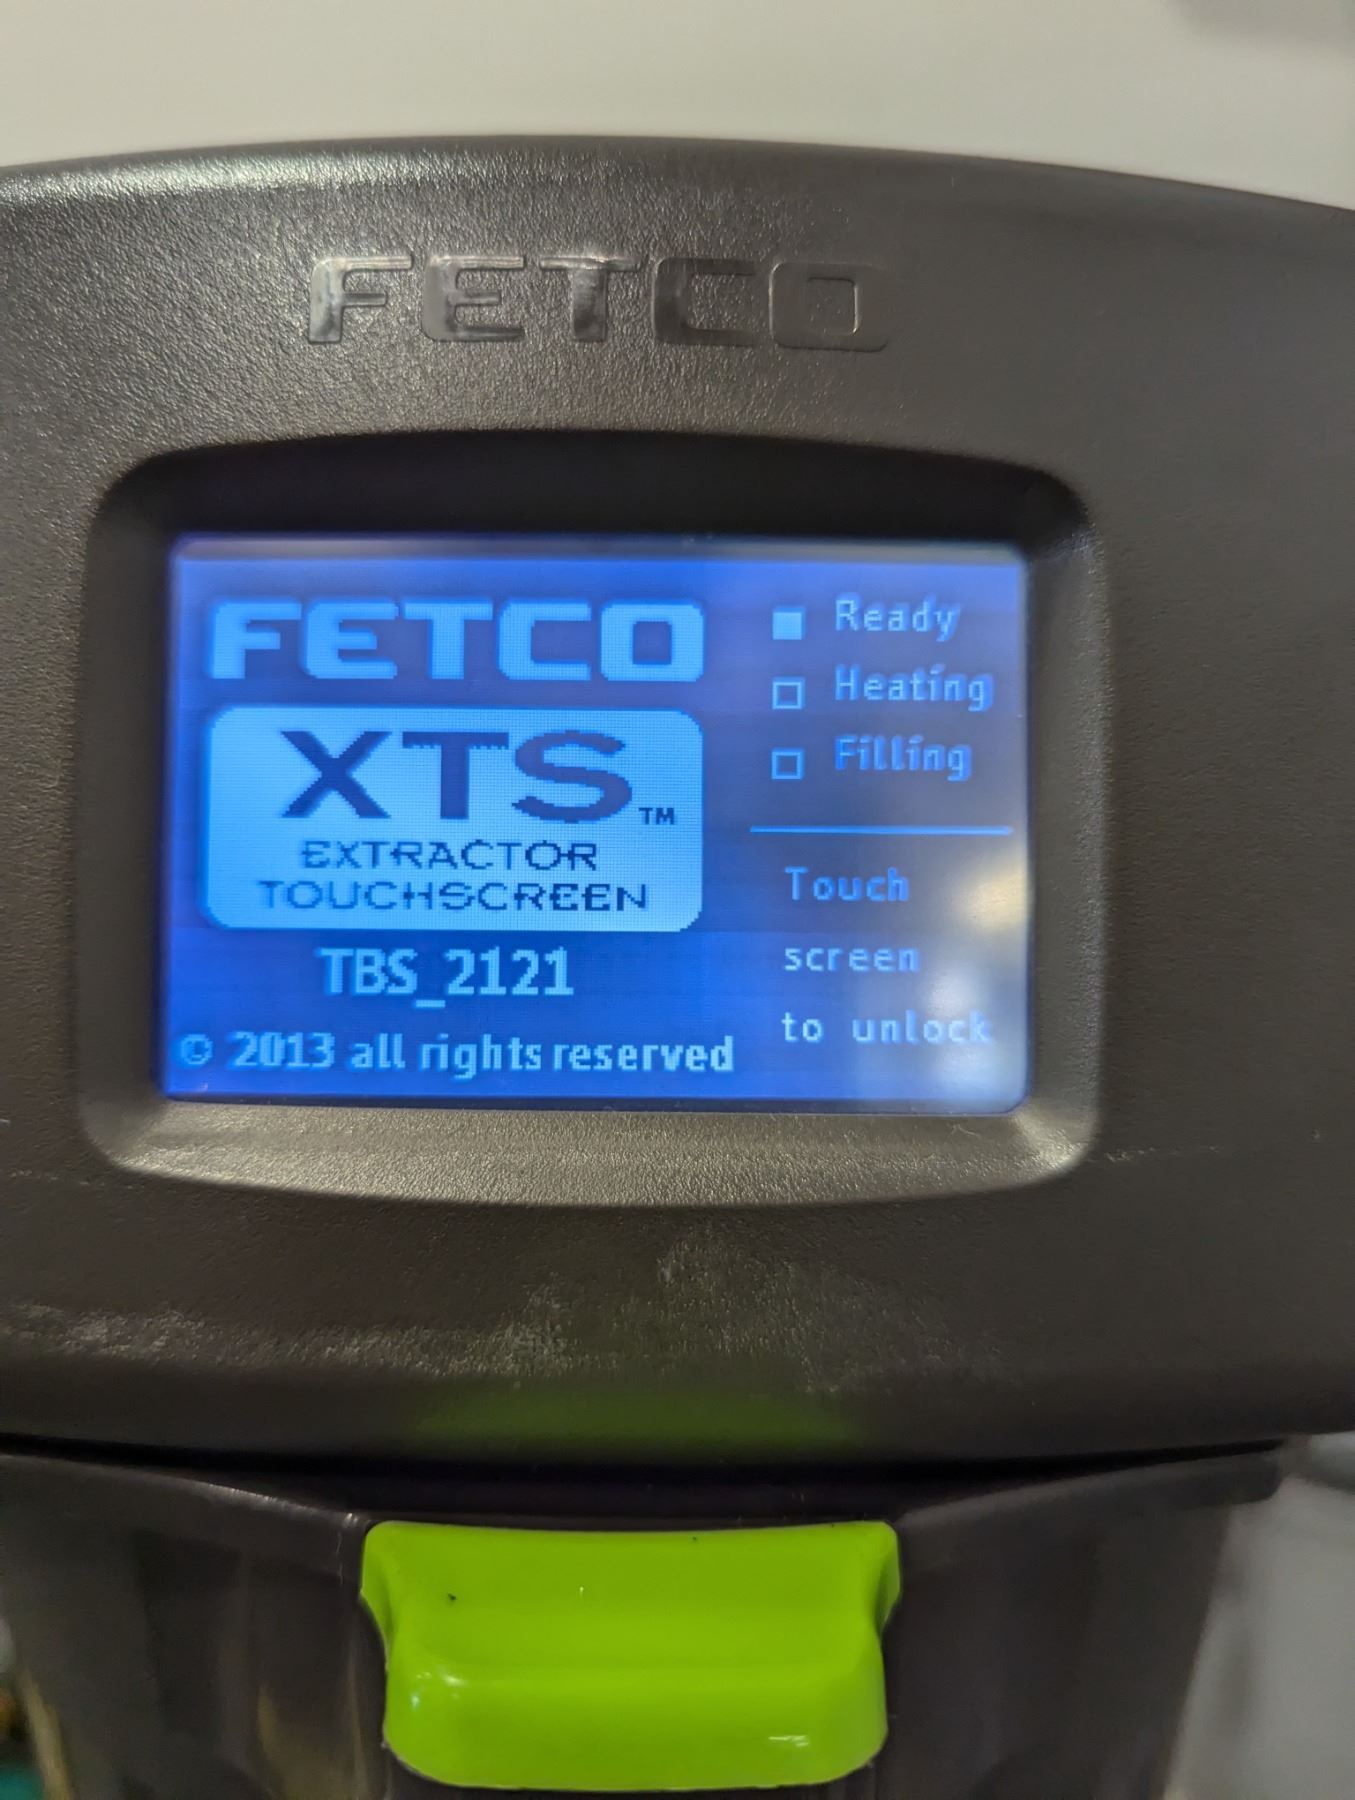 FETCO
FETCO
XTS™
EXTRACTOR
TOUCHSCREEN
TBS_2121
© 2013 all rights reserved
Ready
Heating
Filling
Touch
screen
to unlock